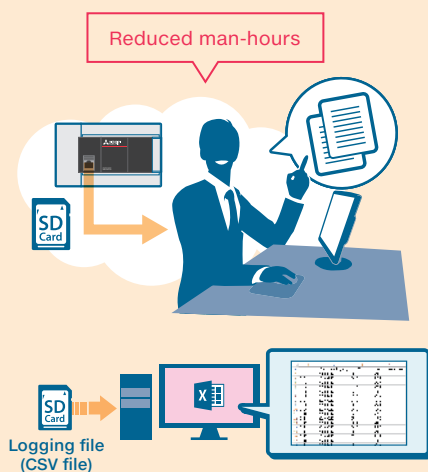 Reduced man-hours
SD
Card
SD
Card
X
Logging file
(CSV file)